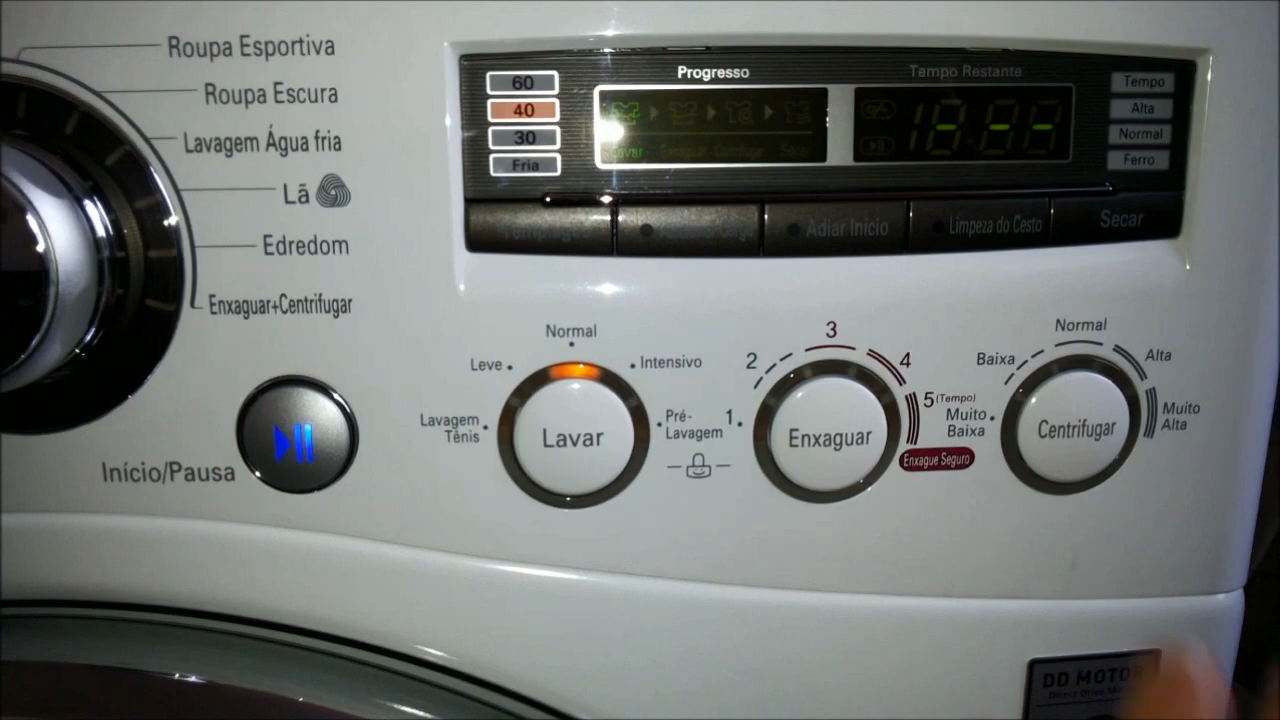 Roupa Esportiva
Roupa Escura
Lavagem Água fria
Lã
Edredom
Enxaguar+Centrifugar
Início/Pausa
60
40
30
Fria
Progresso
Lavar
Tempo Restante
Tempo
Alta
Normal
Ferro
Adiar Início
Limpeza do Cesto
Secar
Normal
Leve
Intensivo
Lavagem
Tênis
Pré-
Lavagem
Lavar
1
2
3
4
5 (Tempo)
Enxague Seguro
Enxaguar
Muito
Baixa
Baixa
Normal
Alta
Muito
Alta
Centrifugar
DD MOTOR
Direct Drive